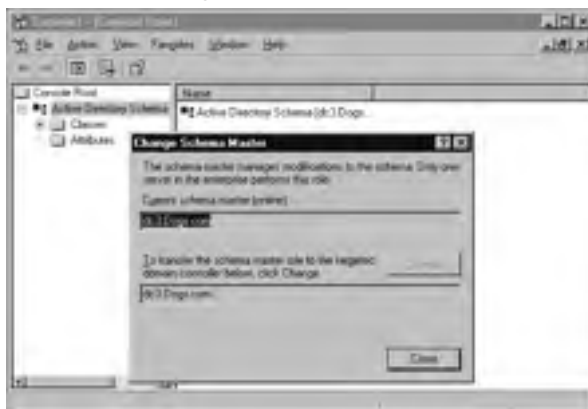 File Action View Favorites Window Help
Console Root
Active Directory Schema
Classes
Attributes
Name
Active Directory Schema [dc3.Dogs...
Change Schema Master
The schema master manages modifications to the schema. Only one
server in the enterprise performs this role.
Current schema master (online):
dc3.Dogs.com
To transfer the schema master role to the targeted
domain controller below, click Change.
dc3.Dogs.com
Close